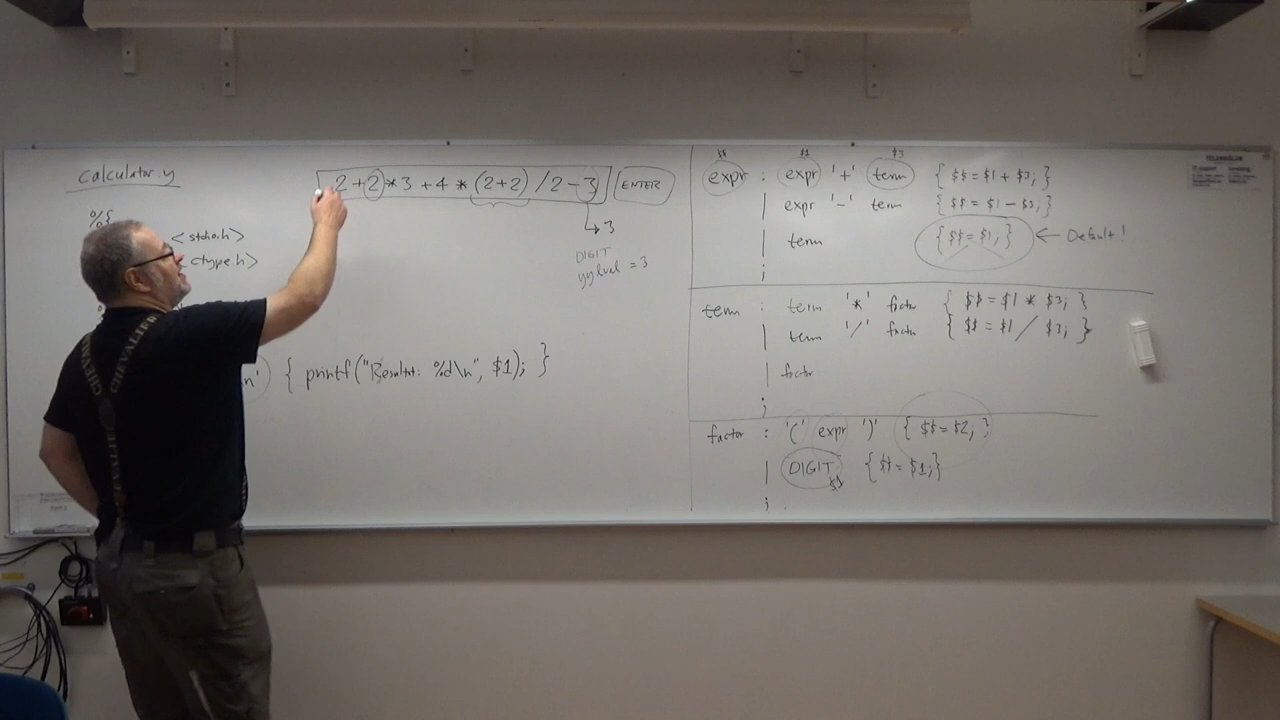 calculator.y
2+2*3+4*(2+2)/2-3 ENTER
%{
<stdio.h>
ctype.h>
3
DIGIT
yylval = 3
n' { printf("Resultat: %d\n", $1); }
$$ $1 $3
expr : expr '+' term { $$ = $1 + $3; }
| expr '-' term { $$ = $1 - $3; }
| term { $$ = $1; } ← Default!
;
term : term '*' factor { $$ = $1 * $3; }
| term '/' factor { $$ = $1 / $3; }
| factor
;
factor : '(' expr ')' { $$ = $2; }
| DIGIT { $$ = $1; }
$1
;
CHEVALIER